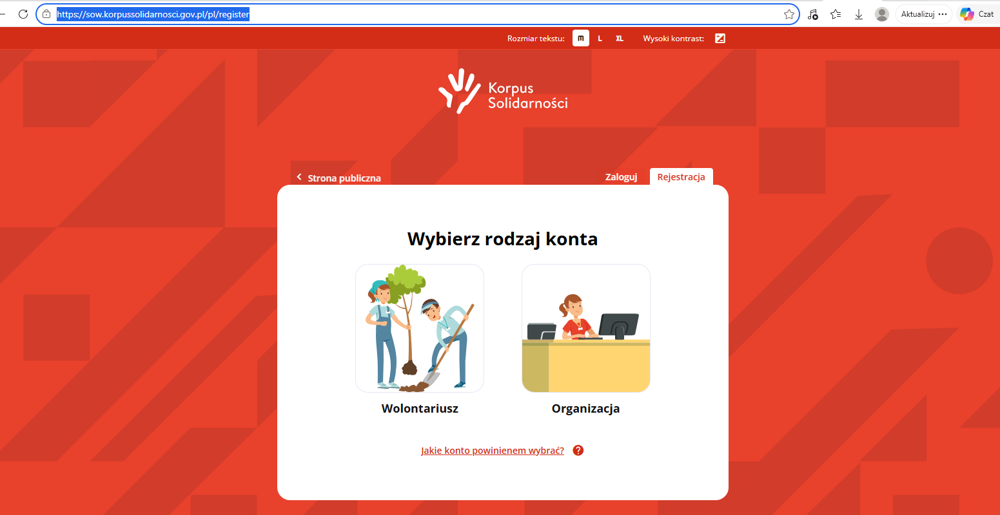 https://sow.korpussolidarnosci.gov.pl/pl/register
Aktualizuj ···
Czat
Rozmiar tekstu: m L XL Wysoki kontrast:
Korpus
Solidarności
Strona publiczna
Zaloguj
Rejestracja
Wybierz rodzaj konta
Wolontariusz
Organizacja
Jakie konto powinienem wybrać? ?